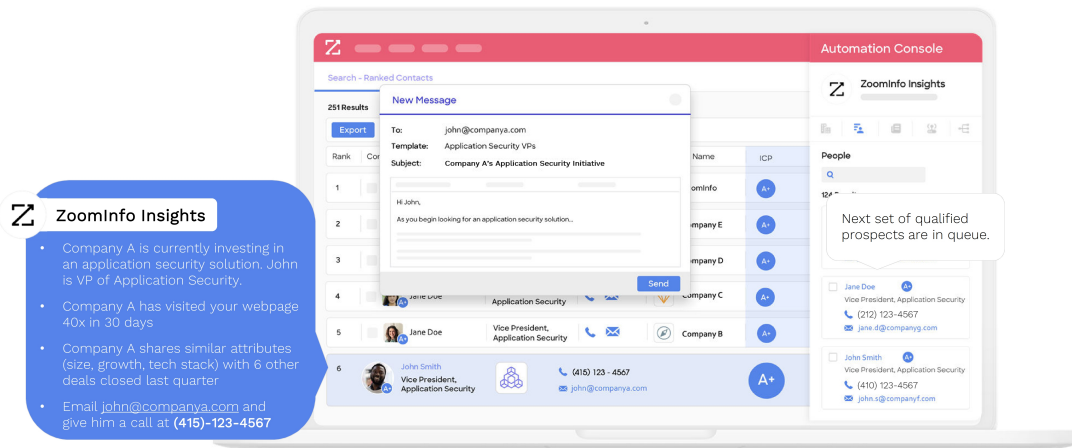 ZoomInfo Insights
• Company A is currently investing in
an application security solution. John
is VP of Application Security.
• Company A has visited your webpage
40x in 30 days
• Company A shares similar attributes
(size, growth, tech stack) with 6 other
deals closed last quarter
• Email john@companya.com and
give him a call at (415)-123-4567
Search - Ranked Contacts
251 Results
Export
Rank
Name
ICP
1
A+
2
Company E
A+
3
Company D
A+
4
A+
Jane Doe
Application Security
Company C
A+
5
A+
Jane Doe
Vice President,
Application Security
Company B
A+
6
A+
John Smith
Vice President,
Application Security
(415) 123 - 4567
john@companya.com
A+
New Message
To: john@companya.com
Template: Application Security VPs
Subject: Company A's Application Security Initiative
Hi John,
As you begin looking for an application security solution...
Send
Automation Console
ZoomInfo Insights
People
Next set of qualified
prospects are in queue.
Jane Doe A+
Vice President, Application Security
(212) 123-4567
jane.d@companyg.com
John Smith A+
Vice President, Application Security
(410) 123-4567
john.s@companyf.com